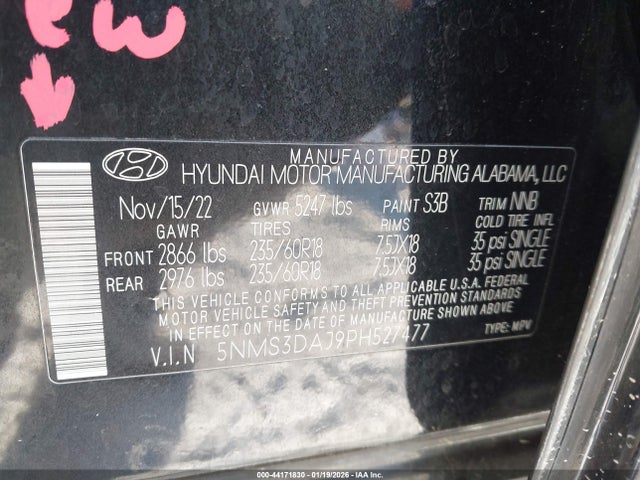 MANUFACTURED BY
HYUNDAI MOTOR MANUFACTURING ALABAMA, LLC
Nov/15/22 GVWR 5247 lbs PAINT S3B TRIM NNB
GAWR TIRES RIMS COLD TIRE INFL
FRONT 2866 lbs 235/60R18 7.5JX18 35 psi SINGLE
REAR 2976 lbs 235/60R18 7.5JX18 35 psi SINGLE
THIS VEHICLE CONFORMS TO ALL APPLICABLE U.S.A. FEDERAL
MOTOR VEHICLE SAFETY AND THEFT PREVENTION STANDARDS
IN EFFECT ON THE DATE OF MANUFACTURE SHOWN ABOVE
V.I.N 5NMS3DAJ9PH527477 TYPE: MPV
000-44171830 - 01/19/2026 - IAA Inc.